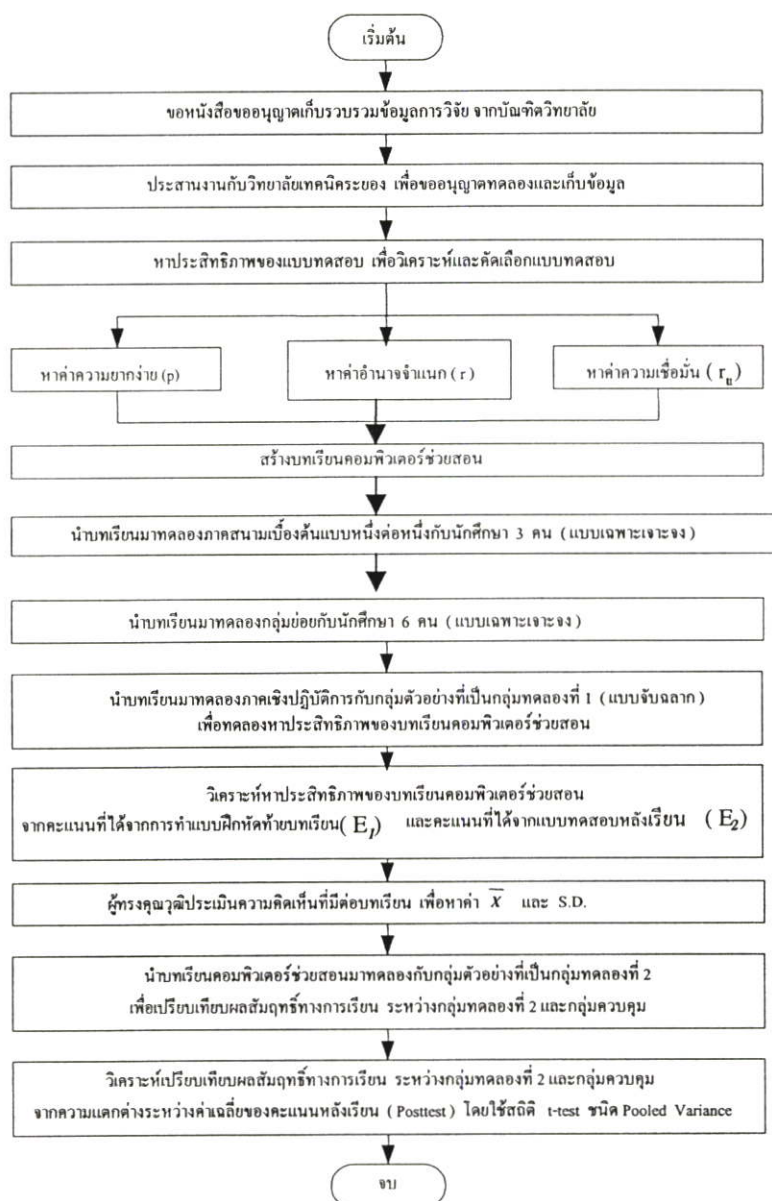 เริ่มต้น
ขอหนังสือขออนุญาตเก็บรวบรวมข้อมูลการวิจัย จากบัณฑิตวิทยาลัย
ประสานงานกับวิทยาลัยเทคนิคระยอง เพื่อขออนุญาตทดลองและเก็บข้อมูล
หาประสิทธิภาพของแบบทดสอบ เพื่อวิเคราะห์และคัดเลือกแบบทดสอบ
หาค่าความยากง่าย (p)
หาค่าอำนาจจำแนก ( r )
หาค่าความเชื่อมั่น ( r_tt )
สร้างบทเรียนคอมพิวเตอร์ช่วยสอน
นำบทเรียนมาทดลองภาคสนามเบื้องต้นแบบหนึ่งต่อหนึ่งกับนักศึกษา 3 คน (แบบเฉพาะเจาะจง)
นำบทเรียนมาทดลองกลุ่มย่อยกับนักศึกษา 6 คน (แบบเฉพาะเจาะจง)
นำบทเรียนมาทดลองภาคเชิงปฏิบัติการกับกลุ่มตัวอย่างที่เป็นกลุ่มทดลองที่ 1 (แบบจับฉลาก)
เพื่อทดลองหาประสิทธิภาพของบทเรียนคอมพิวเตอร์ช่วยสอน
วิเคราะห์หาประสิทธิภาพของบทเรียนคอมพิวเตอร์ช่วยสอน
จากคะแนนที่ได้จากการทำแบบฝึกหัดท้ายบทเรียน( E₁) และคะแนนที่ได้จากแบบทดสอบหลังเรียน ( E₂)
ผู้ทรงคุณวุฒิประเมินความคิดเห็นที่มีต่อบทเรียน เพื่อหาค่า x̄ และ S.D.
นำบทเรียนคอมพิวเตอร์ช่วยสอนมาทดลองกับกลุ่มตัวอย่างที่เป็นกลุ่มทดลองที่ 2
เพื่อเปรียบเทียบผลสัมฤทธิ์ทางการเรียน ระหว่างกลุ่มทดลองที่ 2 และกลุ่มควบคุม
วิเคราะห์เปรียบเทียบผลสัมฤทธิ์ทางการเรียน ระหว่างกลุ่มทดลองที่ 2 และกลุ่มควบคุม
จากความแตกต่างระหว่างค่าเฉลี่ยของคะแนนหลังเรียน ( Posttest ) โดยใช้สถิติ t-test ชนิด Pooled Variance
จบ